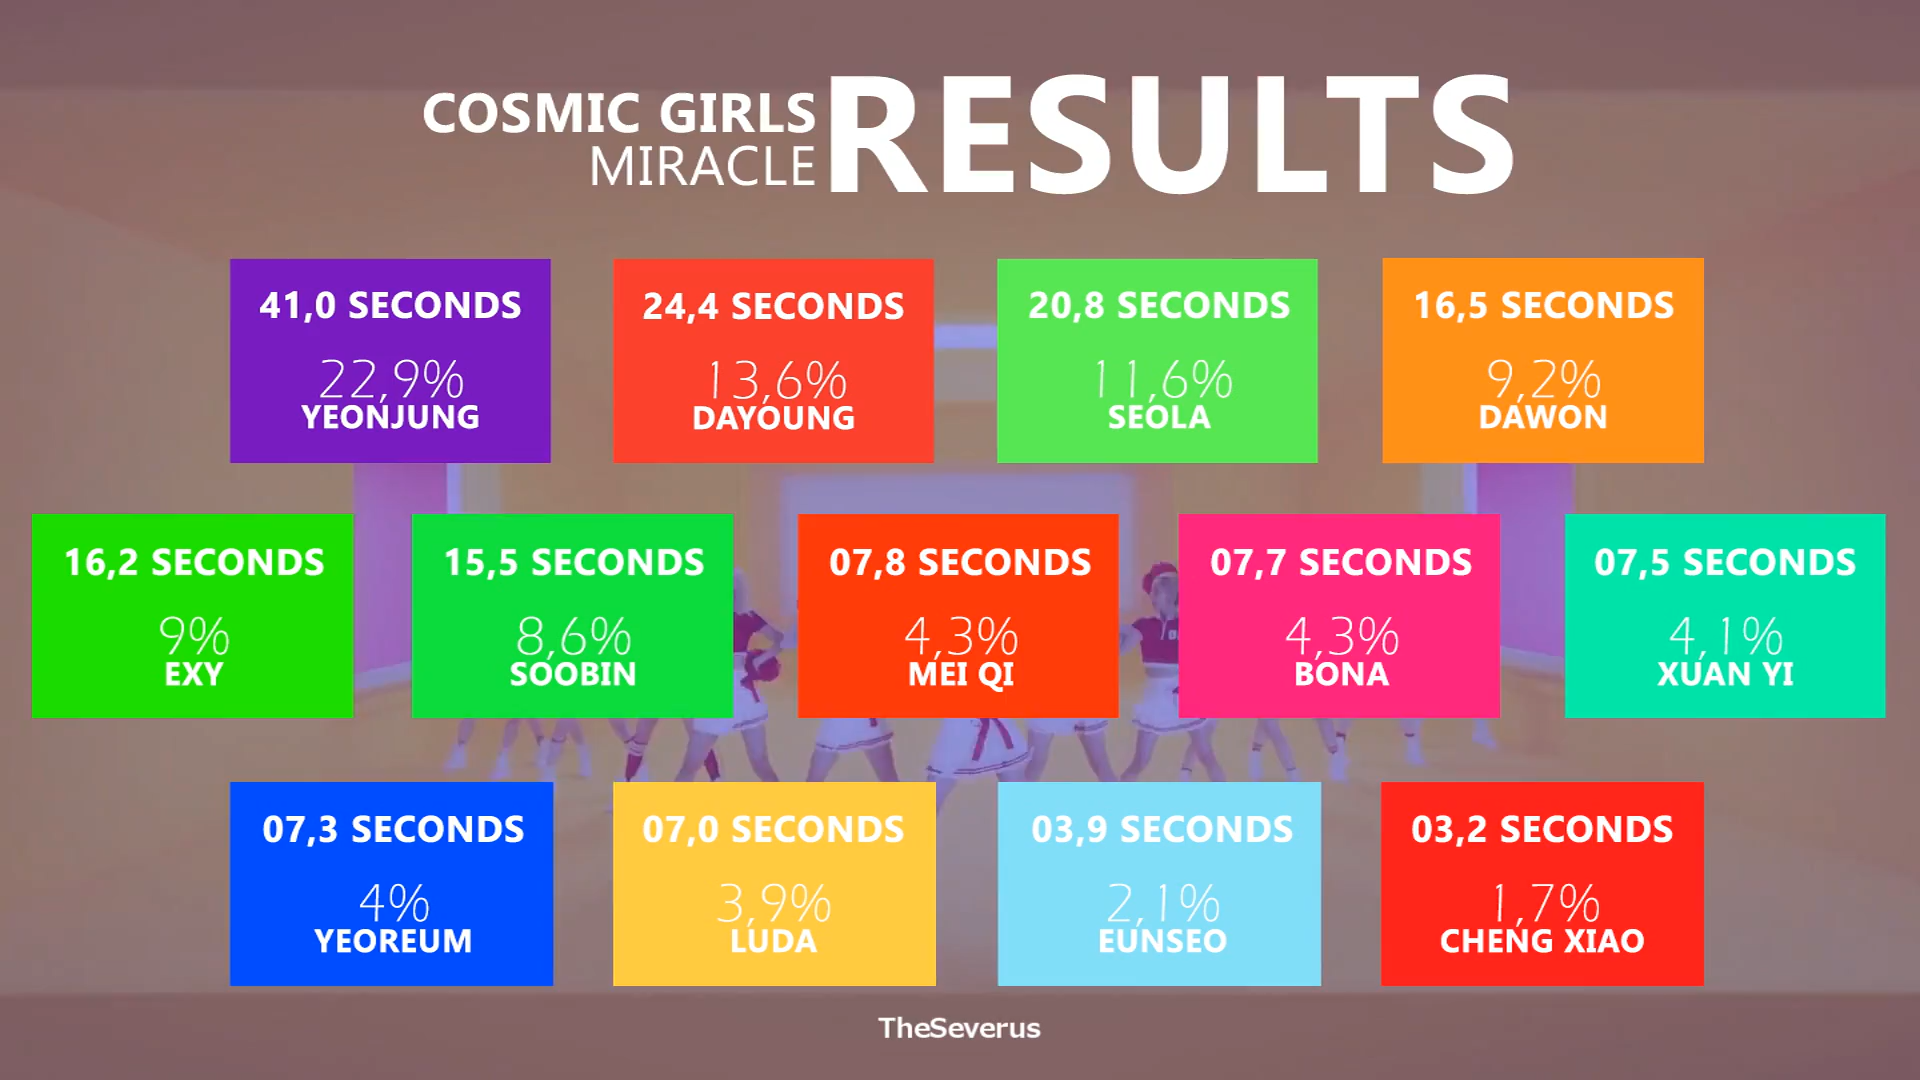 COSMIC GIRLS
MIRACLE
RESULTS
41,0 SECONDS
22,9%
YEONJUNG
24,4 SECONDS
13,6%
DAYOUNG
20,8 SECONDS
11,6%
SEOLA
16,5 SECONDS
9,2%
DAWON
16,2 SECONDS
9%
EXY
15,5 SECONDS
8,6%
SOOBIN
07,8 SECONDS
4,3%
MEI QI
07,7 SECONDS
4,3%
BONA
07,5 SECONDS
4,1%
XUAN YI
07,3 SECONDS
4%
YEOREUM
07,0 SECONDS
3,9%
LUDA
03,9 SECONDS
2,1%
EUNSEO
03,2 SECONDS
1,7%
CHENG XIAO
TheSeverus